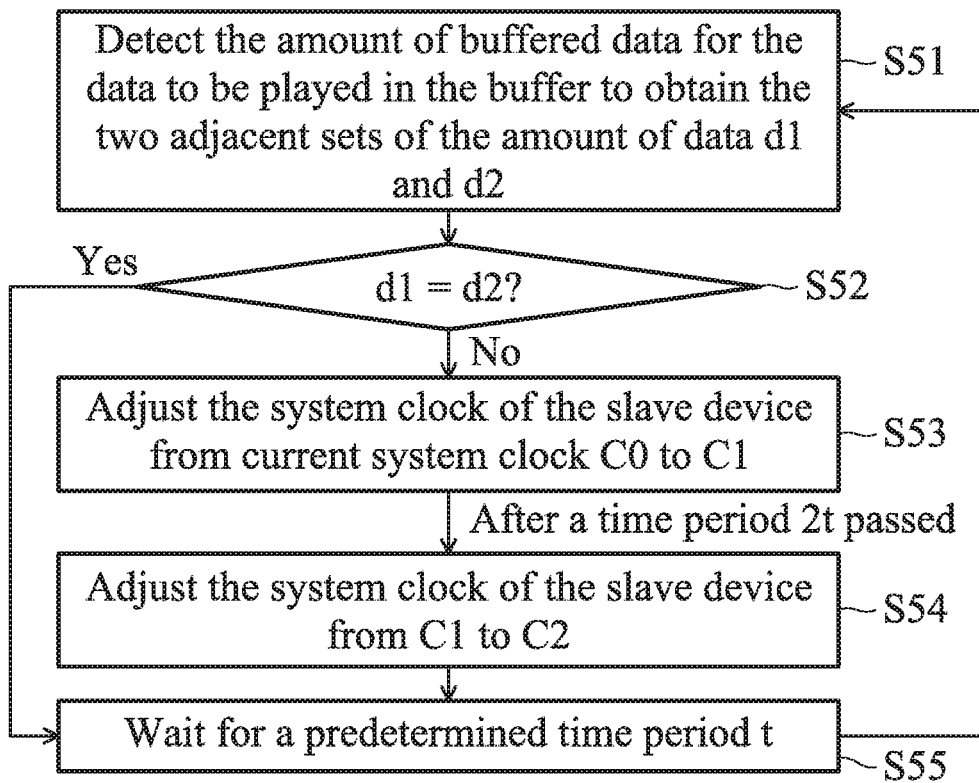 Detect the amount of buffered data for the
data to be played in the buffer to obtain the
two adjacent sets of the amount of data d1
and d2
S51
Yes
d1 = d2?
S52
No
Adjust the system clock of the slave device
from current system clock C0 to C1
S53
After a time period 2t passed
Adjust the system clock of the slave device
from C1 to C2
S54
Wait for a predetermined time period t
S55